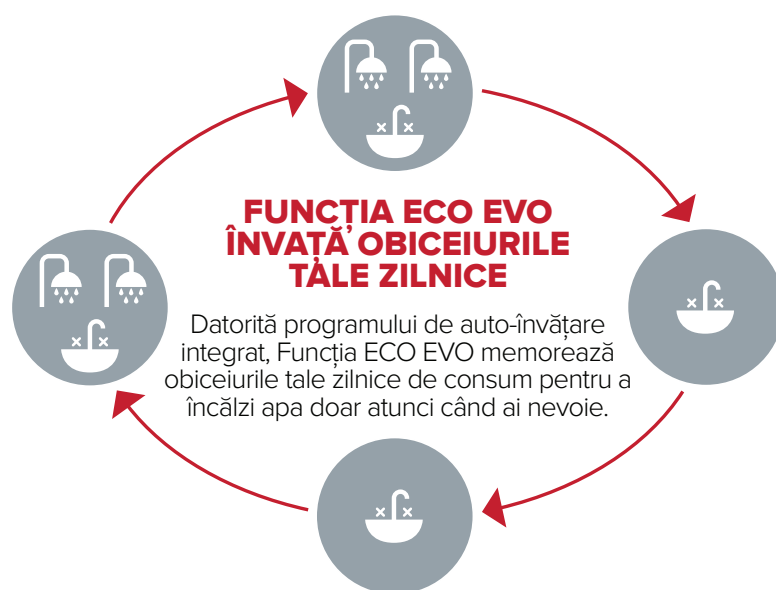 FUNCȚIA ECO EVO
ÎNVAȚĂ OBICEIURILE
TALE ZILNICE
Datorită programului de auto-învățare
integrat, Funcția ECO EVO memorează
obiceiurile tale zilnice de consum pentru a
încălzi apa doar atunci când ai nevoie.